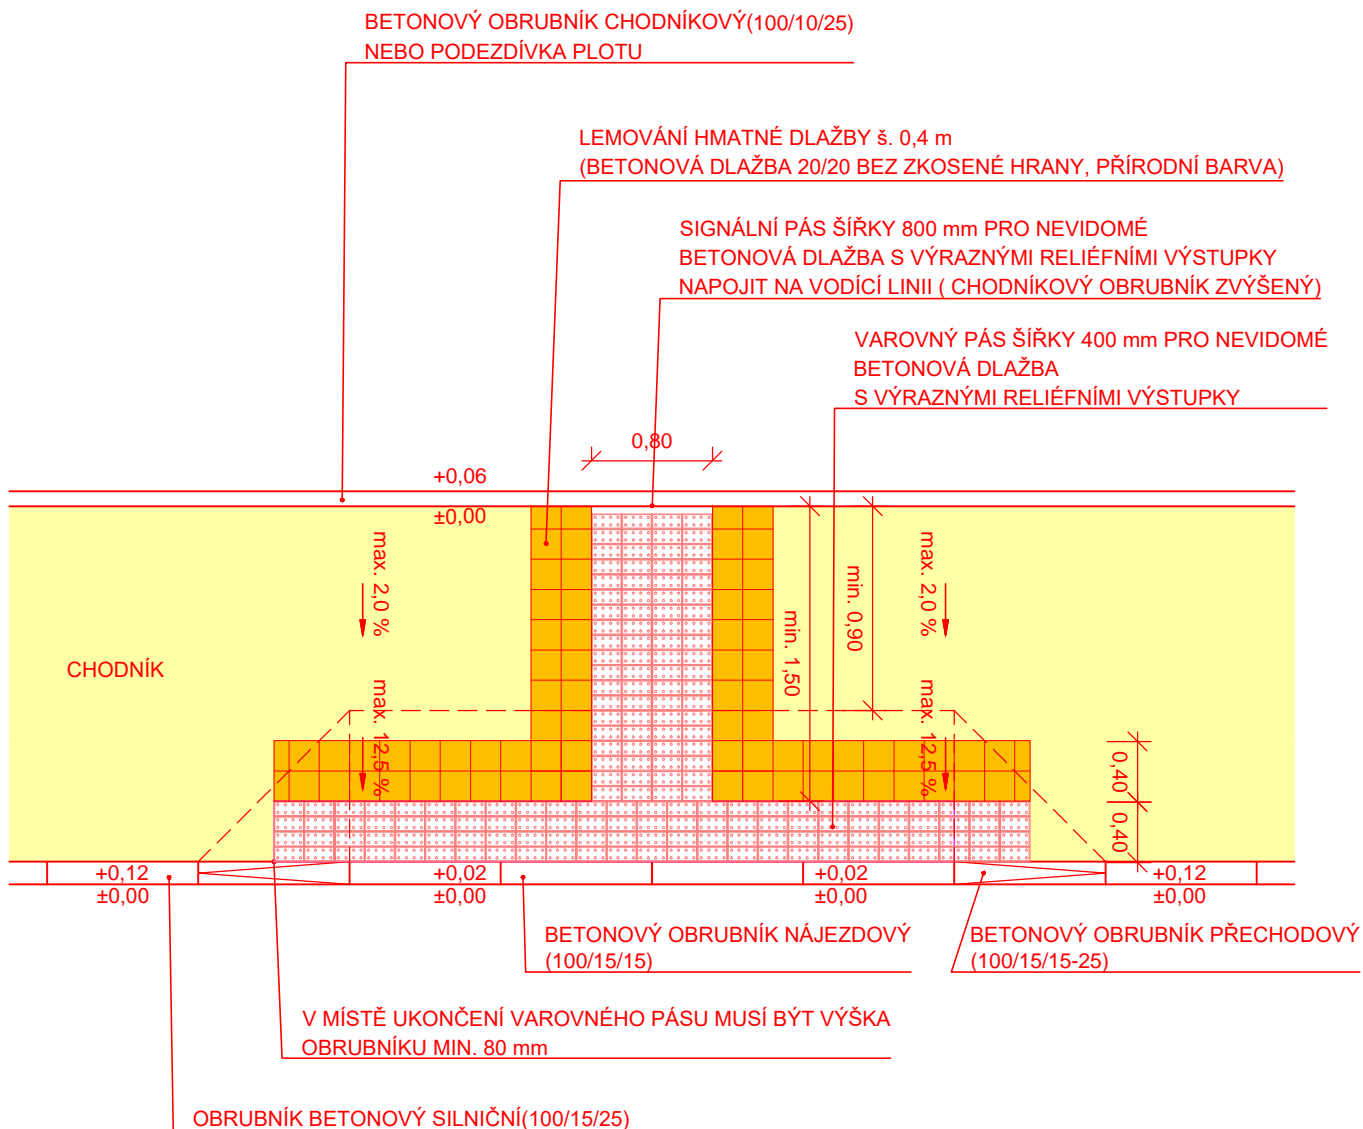 BETONOVÝ OBRUBNÍK CHODNÍKOVÝ(100/10/25)
NEBO PODEZDÍVKA PLOTU
LEMOVÁNÍ HMATNÉ DLAŽBY š. 0,4 m
(BETONOVÁ DLAŽBA 20/20 BEZ ZKOSENÉ HRANY, PŘÍRODNÍ BARVA)
SIGNÁLNÍ PÁS ŠÍŘKY 800 mm PRO NEVIDOMÉ
BETONOVÁ DLAŽBA S VÝRAZNÝMI RELIÉFNÍMI VÝSTUPKY
NAPOJIT NA VODÍCÍ LINII ( CHODNÍKOVÝ OBRUBNÍK ZVÝŠENÝ)
VAROVNÝ PÁS ŠÍŘKY 400 mm PRO NEVIDOMÉ
BETONOVÁ DLAŽBA
S VÝRAZNÝMI RELIÉFNÍMI VÝSTUPKY
0,80
+0,06
±0,00
max. 2,0 %
min. 1,50
min. 0,90
max. 2,0 %
CHODNÍK
max. 12,5 %
max. 12,5 %
0,40
0,40
+0,12
±0,00
+0,02
±0,00
+0,02
±0,00
+0,12
±0,00
BETONOVÝ OBRUBNÍK NÁJEZDOVÝ
(100/15/15)
BETONOVÝ OBRUBNÍK PŘECHODOVÝ
(100/15/15-25)
V MÍSTĚ UKONČENÍ VAROVNÉHO PÁSU MUSÍ BÝT VÝŠKA
OBRUBNÍKU MIN. 80 mm
OBRUBNÍK BETONOVÝ SILNIČNÍ(100/15/25)